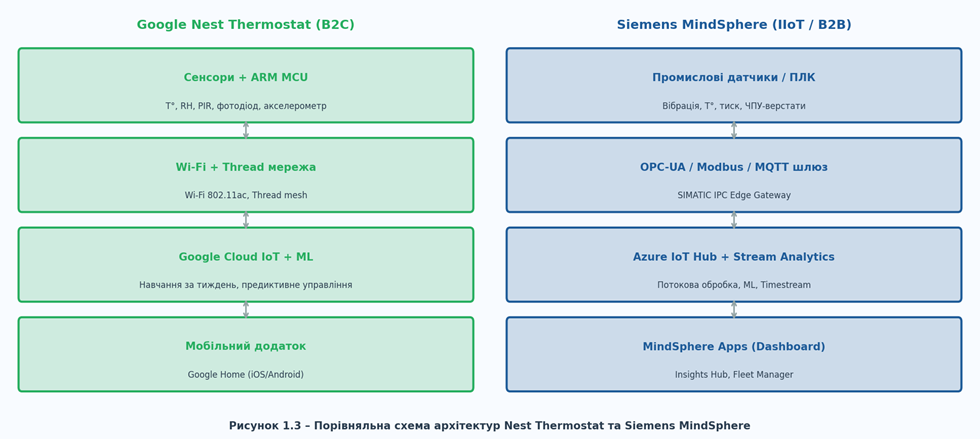 Google Nest Thermostat (B2C)
Сенсори + ARM MCU
T°, RH, PIR, фотодіод, акселерометр
Wi-Fi + Thread мережа
Wi-Fi 802.11ac, Thread mesh
Google Cloud IoT + ML
Навчання за тиждень, предиктивне управління
Мобільний додаток
Google Home (iOS/Android)
Siemens MindSphere (IIoT / B2B)
Промислові датчики / ПЛК
Вібрація, T°, тиск, ЧПУ-верстати
OPC-UA / Modbus / MQTT шлюз
SIMATIC IPC Edge Gateway
Azure IoT Hub + Stream Analytics
Потокова обробка, ML, Timestream
MindSphere Apps (Dashboard)
Insights Hub, Fleet Manager
Рисунок 1.3 – Порівняльна схема архітектур Nest Thermostat та Siemens MindSphere